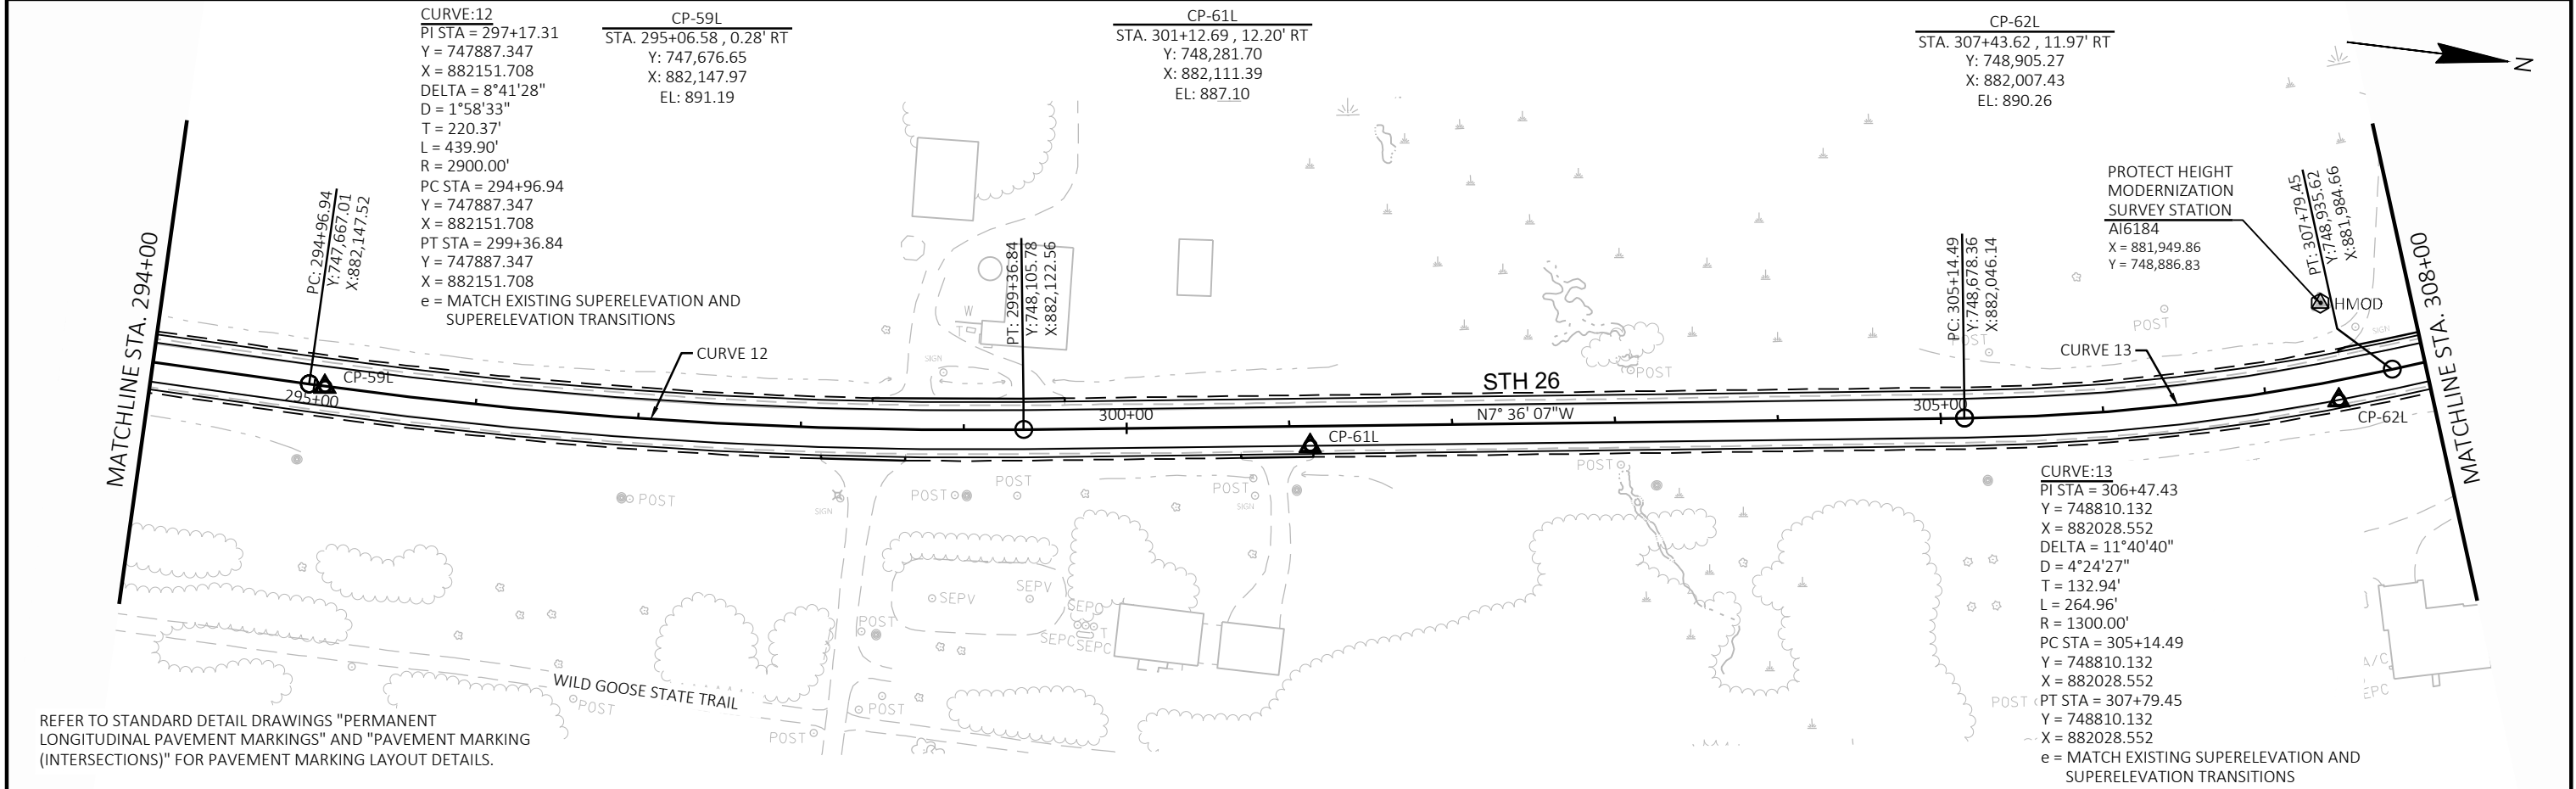 CURVE:12
PI STA = 297+17.31
Y = 747887.347
X = 882151.708
DELTA = 8°41'28"
D = 1°58'33"
T = 220.37'
L = 439.90'
R = 2900.00'
PC STA = 294+96.94
Y = 747887.347
X = 882151.708
PT STA = 299+36.84
Y = 747887.347
X = 882151.708
e = MATCH EXISTING SUPERELEVATION AND
SUPERELEVATION TRANSITIONS
CP-59L
STA. 295+06.58 , 0.28' RT
Y: 747,676.65
X: 882,147.97
EL: 891.19
CP-61L
STA. 301+12.69 , 12.20' RT
Y: 748,281.70
X: 882,111.39
EL: 887.10
CP-62L
STA. 307+43.62 , 11.97' RT
Y: 748,905.27
X: 882,007.43
EL: 890.26
N
PROTECT HEIGHT
MODERNIZATION
SURVEY STATION
AI6184
X = 881,949.86
Y = 748,886.83
MATCHLINE STA. 294+00
PC: 294+96.94
Y:747,667.01
X:882,147.52
PT: 299+36.84
Y:748,105.78
X:882,122.56
PC: 305+14.49
Y:748,678.36
X:882,046.14
PT: 307+79.45
Y:748,935.62
X:881,984.66
MATCHLINE STA. 308+00
HMOD
W
T
SIGN
POST
POST
SIGN
CURVE 12
CURVE 13
CP-59L
295+00
STH 26
POST
300+00
N7° 36' 07"W
305+00
CP-61L
CP-62L
POST
SIGN
POST
POST
POST
SIGN
POST
SEPV
SEPV
SEPC
T
SEPC
SEPC
POST
WILD GOOSE STATE TRAIL
POST
POST
POST
POST
A/C
EPC
CURVE:13
PI STA = 306+47.43
Y = 748810.132
X = 882028.552
DELTA = 11°40'40"
D = 4°24'27"
T = 132.94'
L = 264.96'
R = 1300.00'
PC STA = 305+14.49
Y = 748810.132
X = 882028.552
PT STA = 307+79.45
Y = 748810.132
X = 882028.552
e = MATCH EXISTING SUPERELEVATION AND
SUPERELEVATION TRANSITIONS
REFER TO STANDARD DETAIL DRAWINGS "PERMANENT
LONGITUDINAL PAVEMENT MARKINGS" AND "PAVEMENT MARKING
(INTERSECTIONS)" FOR PAVEMENT MARKING LAYOUT DETAILS.